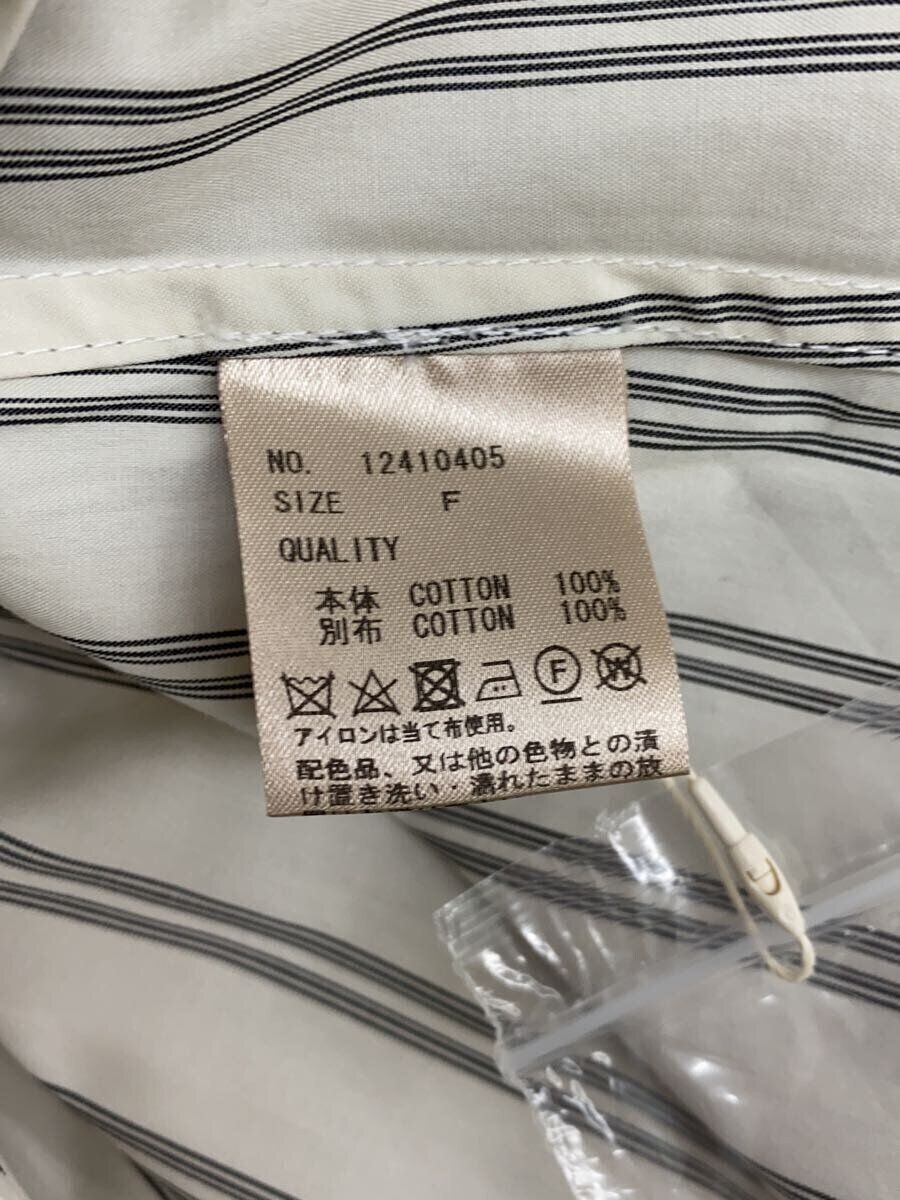 NO. 12410405
SIZE F
QUALITY
本体 COTTON 100%
別布 COTTON 100%
F
W
アイロンは当て布使用。
配色品、又は他の色物との漬
け置き洗い・濡れたままの放